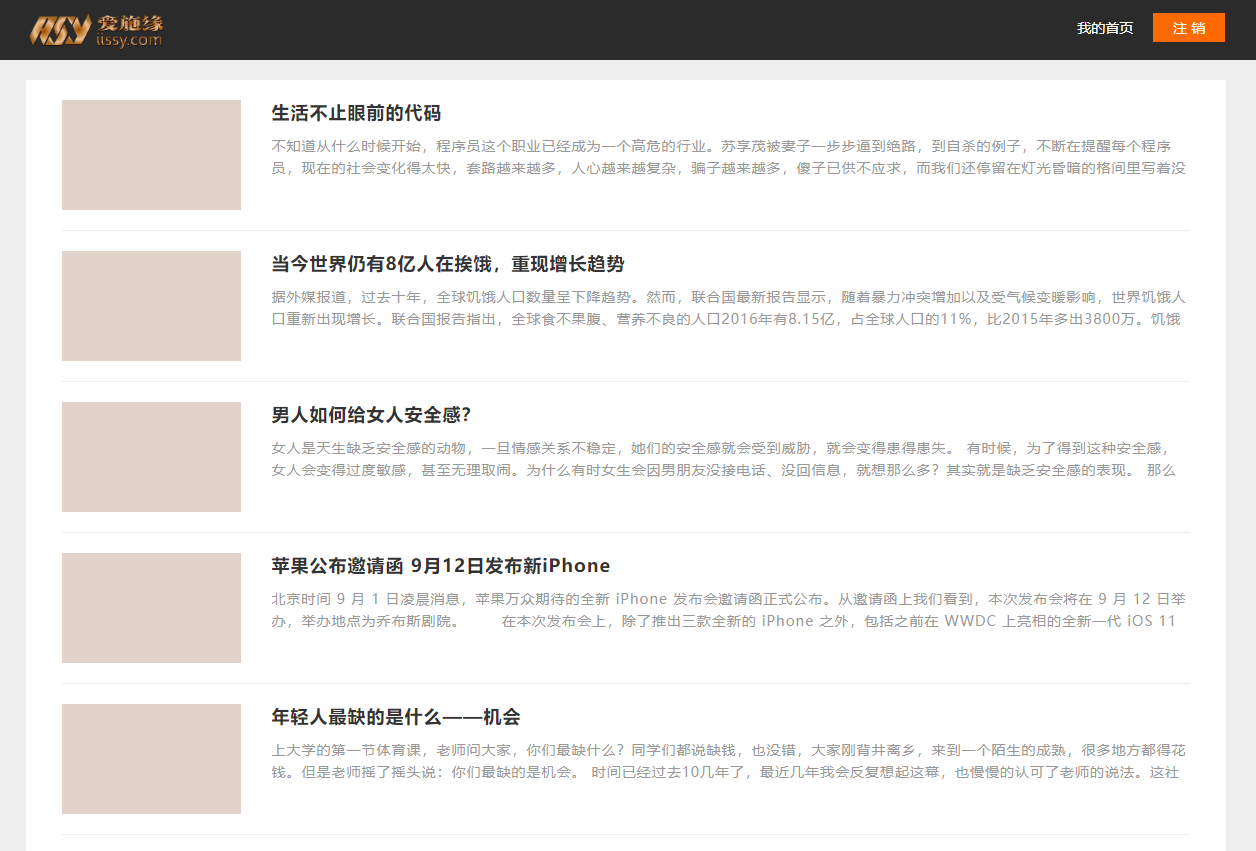 IISSY 爱施缘
iissy.com
我的首页 注 销
生活不止眼前的代码
不知道从什么时候开始，程序员这个职业已经成为一个高危的行业。苏享茂被妻子一步步逼到绝路，到自杀的例子，不断在提醒每个程序
员，现在的社会变化得太快，套路越来越多，人心越来越复杂，骗子越来越多，傻子已供不应求，而我们还停留在灯光昏暗的格间里写着没
当今世界仍有8亿人在挨饿，重现增长趋势
据外媒报道，过去十年，全球饥饿人口数量呈下降趋势。然而，联合国最新报告显示，随着暴力冲突增加以及受气候变暖影响，世界饥饿人
口重新出现增长。联合国报告指出，全球食不果腹、营养不良的人口2016年有8.15亿，占全球人口的11%，比2015年多出3800万。饥饿
男人如何给女人安全感？
女人是天生缺乏安全感的动物，一旦情感关系不稳定，她们的安全感就会受到威胁，就会变得患得患失。 有时候，为了得到这种安全感，
女人会变得过度敏感，甚至无理取闹。为什么有时女生会因男朋友没接电话、没回信息，就想那么多？其实就是缺乏安全感的表现。 那么
苹果公布邀请函 9月12日发布新iPhone
北京时间 9 月 1 日凌晨消息，苹果万众期待的全新 iPhone 发布会邀请函正式公布。从邀请函上我们看到，本次发布会将在 9 月 12 日举
办，举办地点为乔布斯剧院。 在本次发布会上，除了推出三款全新的 iPhone 之外，包括之前在 WWDC 上亮相的全新一代 iOS 11
年轻人最缺的是什么——机会
上大学的第一节体育课，老师问大家，你们最缺什么？同学们都说缺钱，也没错，大家刚背井离乡，来到一个陌生的成熟，很多地方都得花
钱。但是老师摇了摇头说：你们最缺的是机会。 时间已经过去10几年了，最近几年我会反复想起这幕，也慢慢的认可了老师的说法。这社